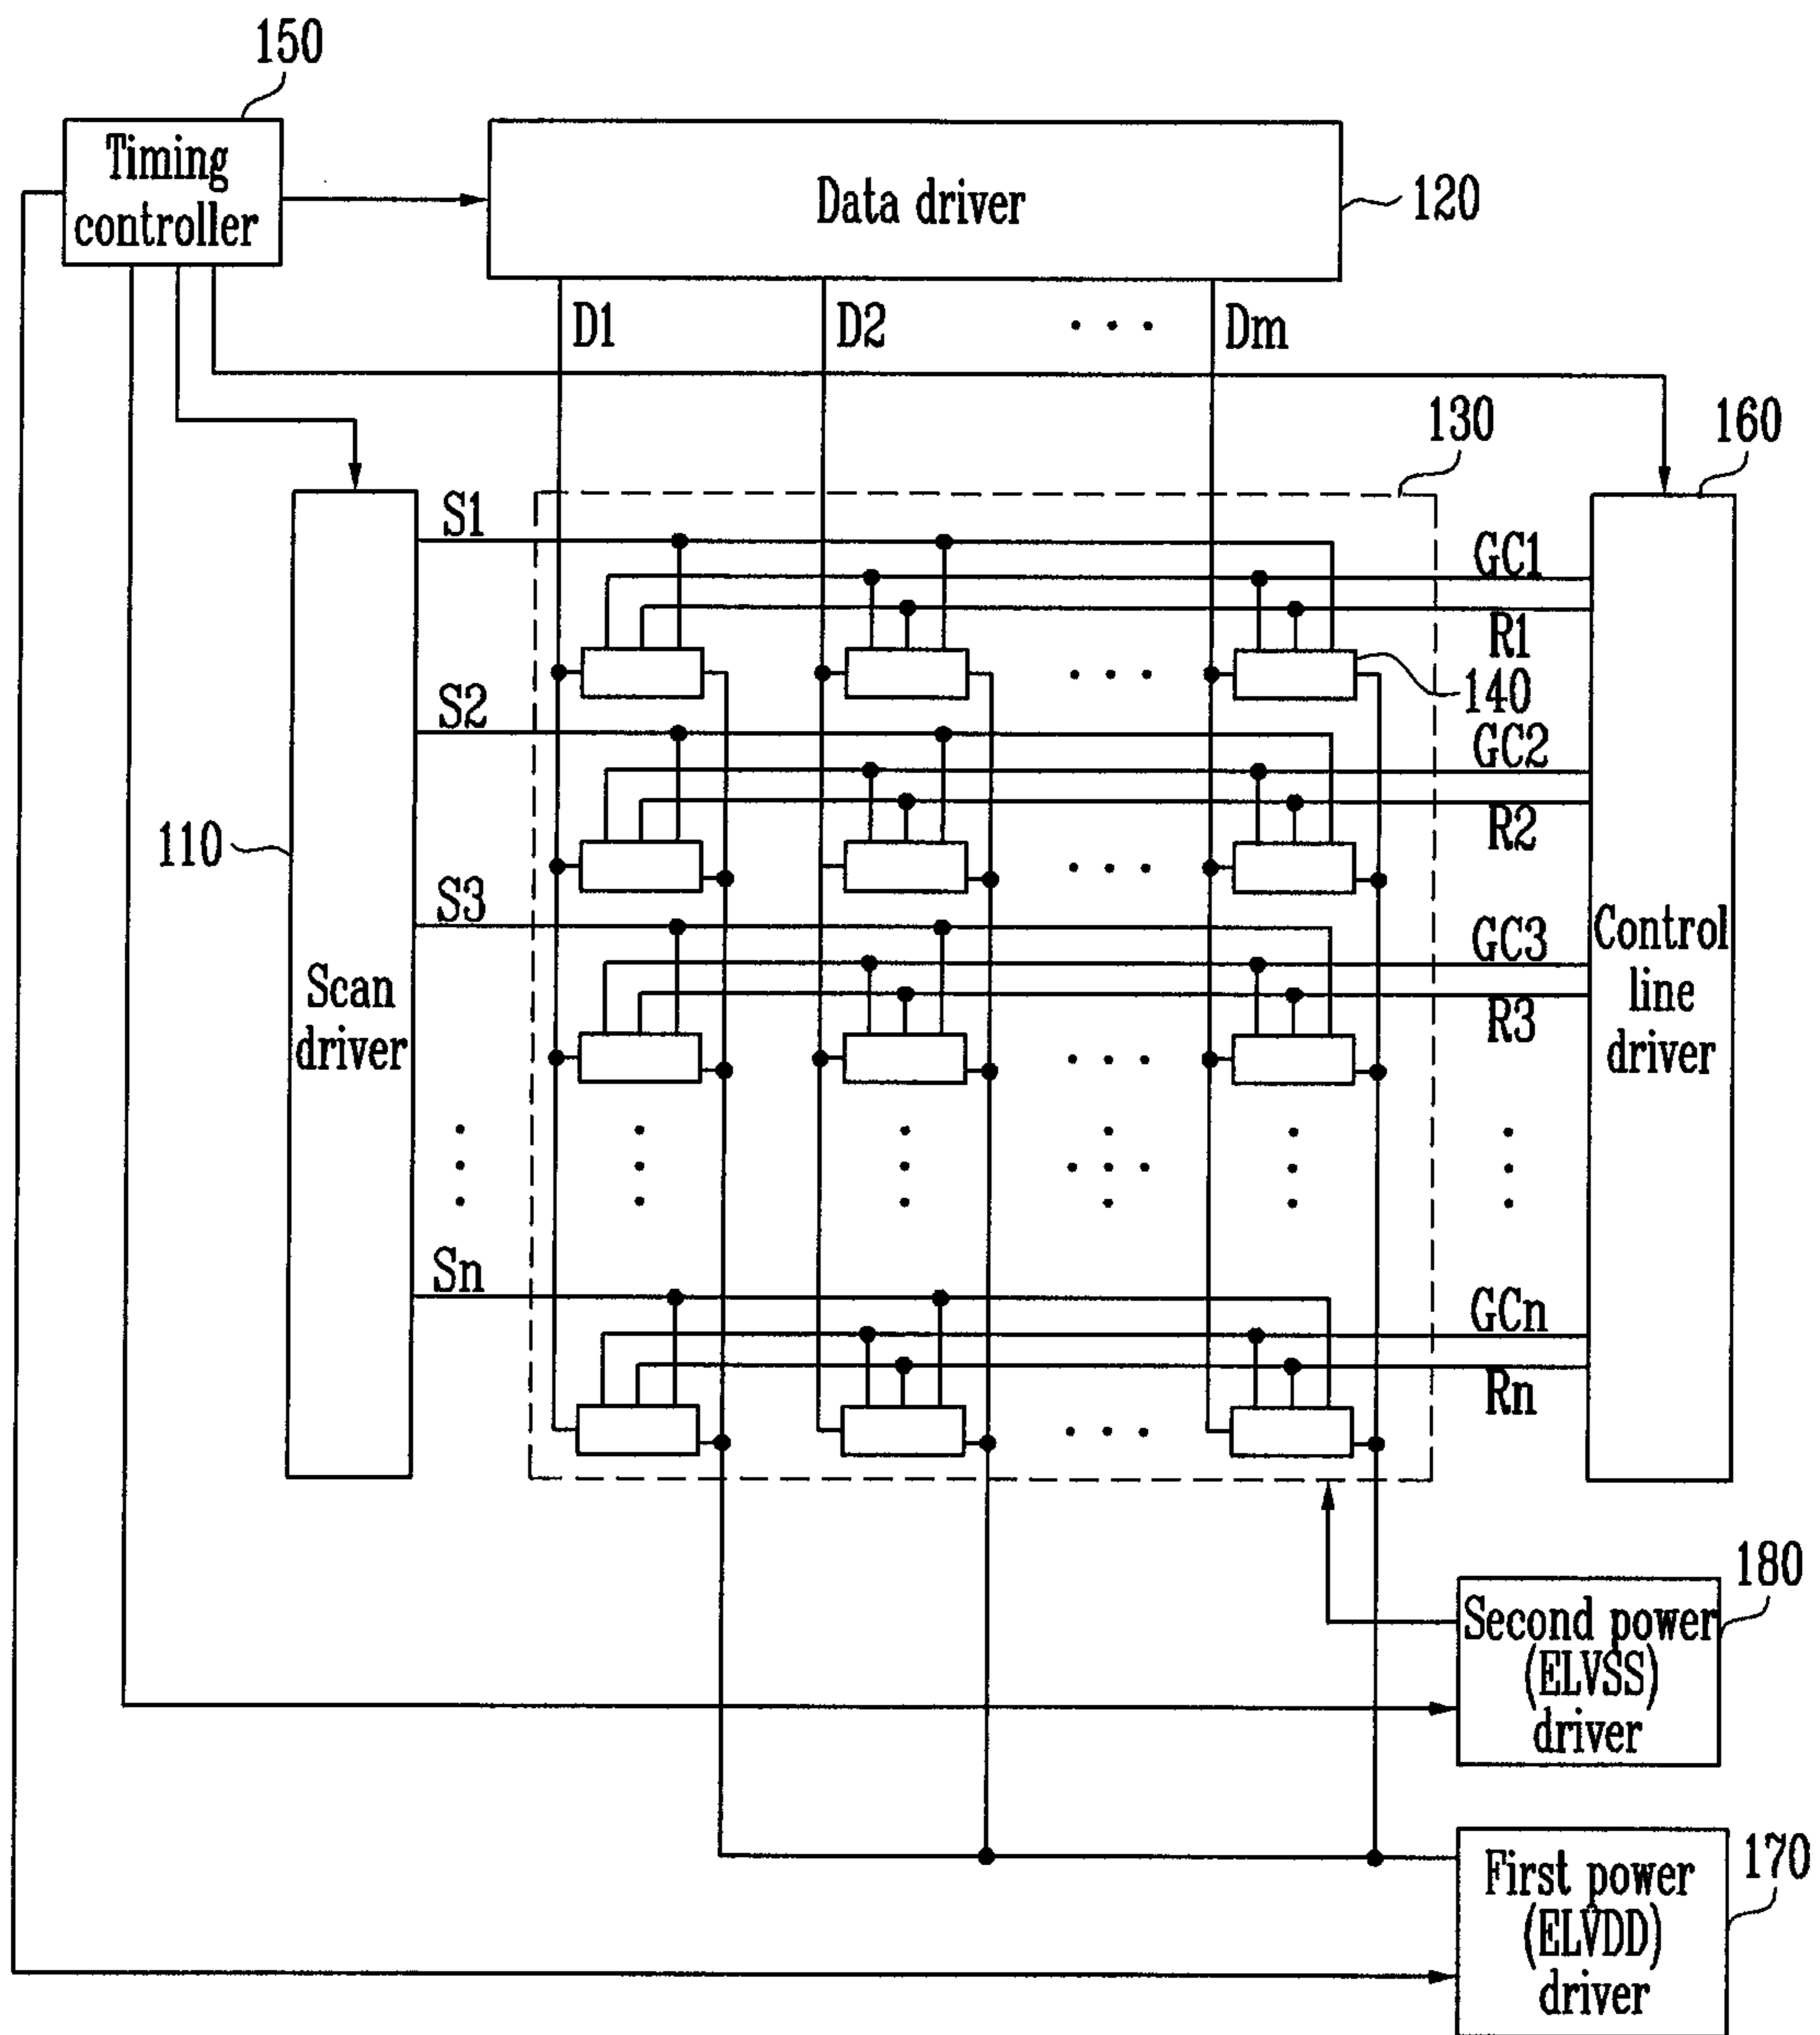 150
Timing
controller
Data driver
120
D1
D2
. . .
Dm
130
160
S1
GC1
R1
140
S2
GC2
R2
110
S3
GC3
R3
Scan
driver
Control
line
driver
Sn
GCn
Rn
180
Second power
(ELVSS)
driver
170
First power
(ELVDD)
driver